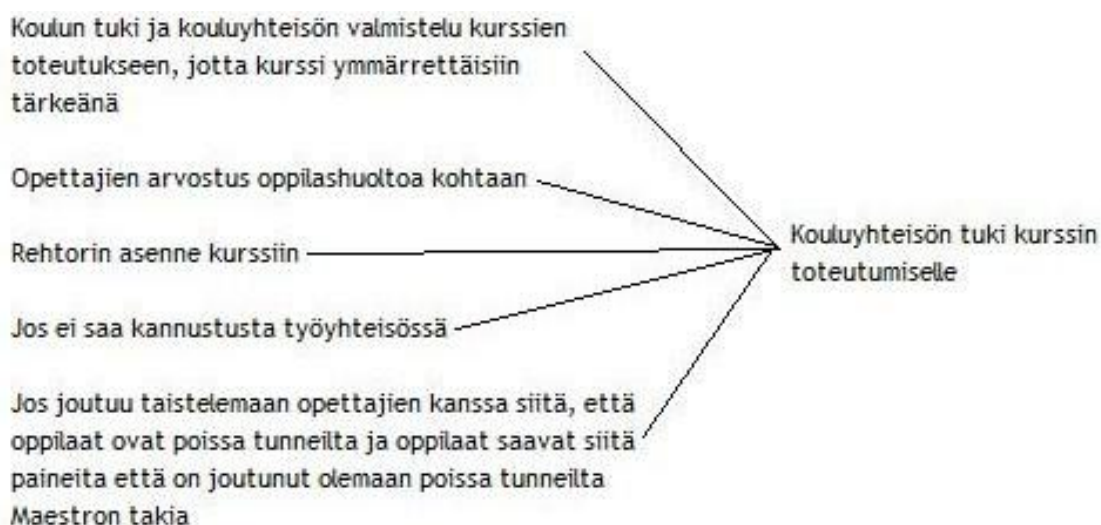 Koulun tuki ja kouluyhteisön valmistelu kurssien
toteutukseen, jotta kurssi ymmärrettäisiin
tärkeänä
Opettajien arvostus oppilashuoltoa kohtaan
Rehtorin asenne kurssiin
Jos ei saa kannustusta työyhteisössä
Jos joutuu taistelemaan opettajien kanssa siitä, että
oppilaat ovat poissa tunneilta ja oppilaat saavat siitä
paineita että on joutunut olemaan poissa tunneilta
Maestron takia
Kouluyhteisön tuki kurssin
toteutumiselle